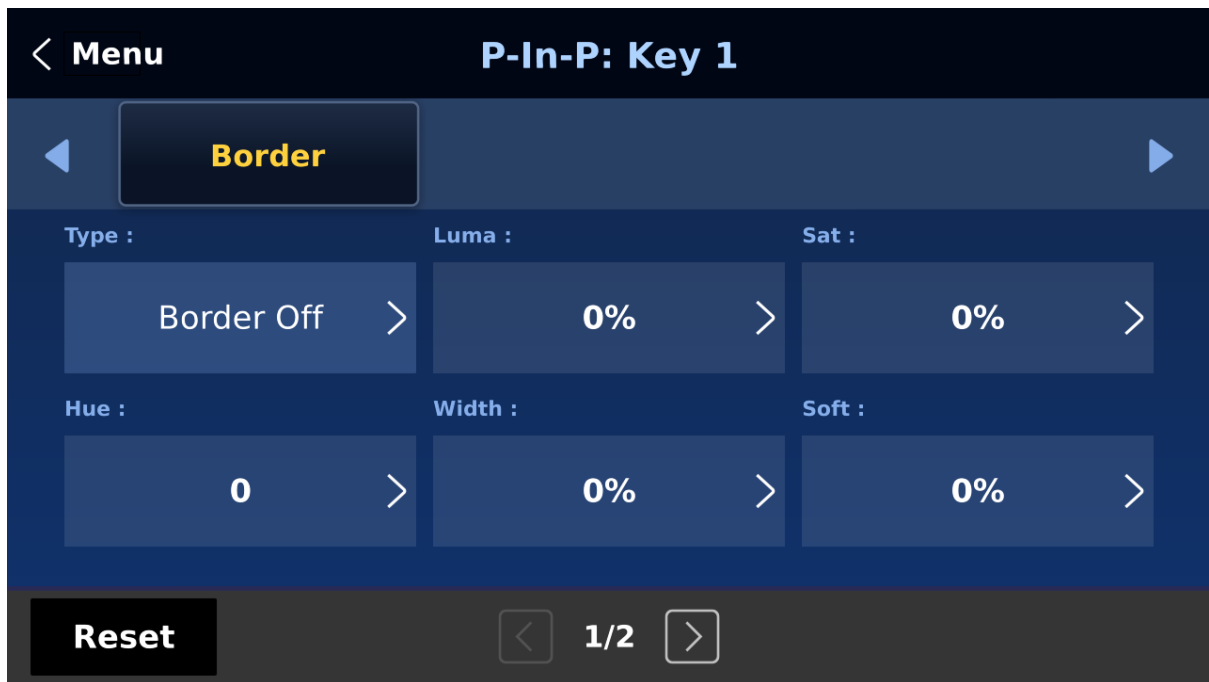 Menu
P-In-P: Key 1
Border
Type :
Luma :
Sat :
Border Off
0%
0%
Hue :
Width :
Soft :
0
0%
0%
Reset
1/2